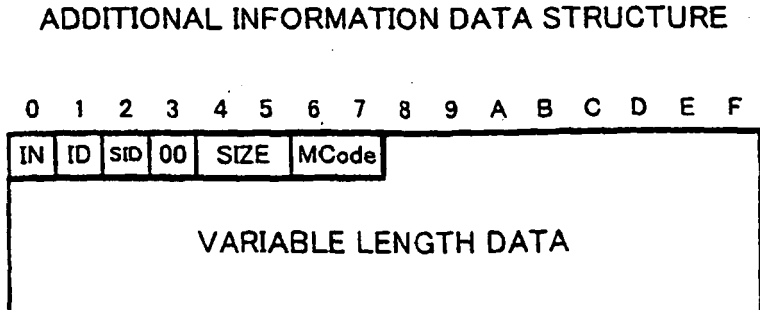 ADDITIONAL INFORMATION DATA STRUCTURE
0 1 2 3 4 5 6 7 8 9 A B C D E F
IN ID SID 00 SIZE MCode
VARIABLE LENGTH DATA